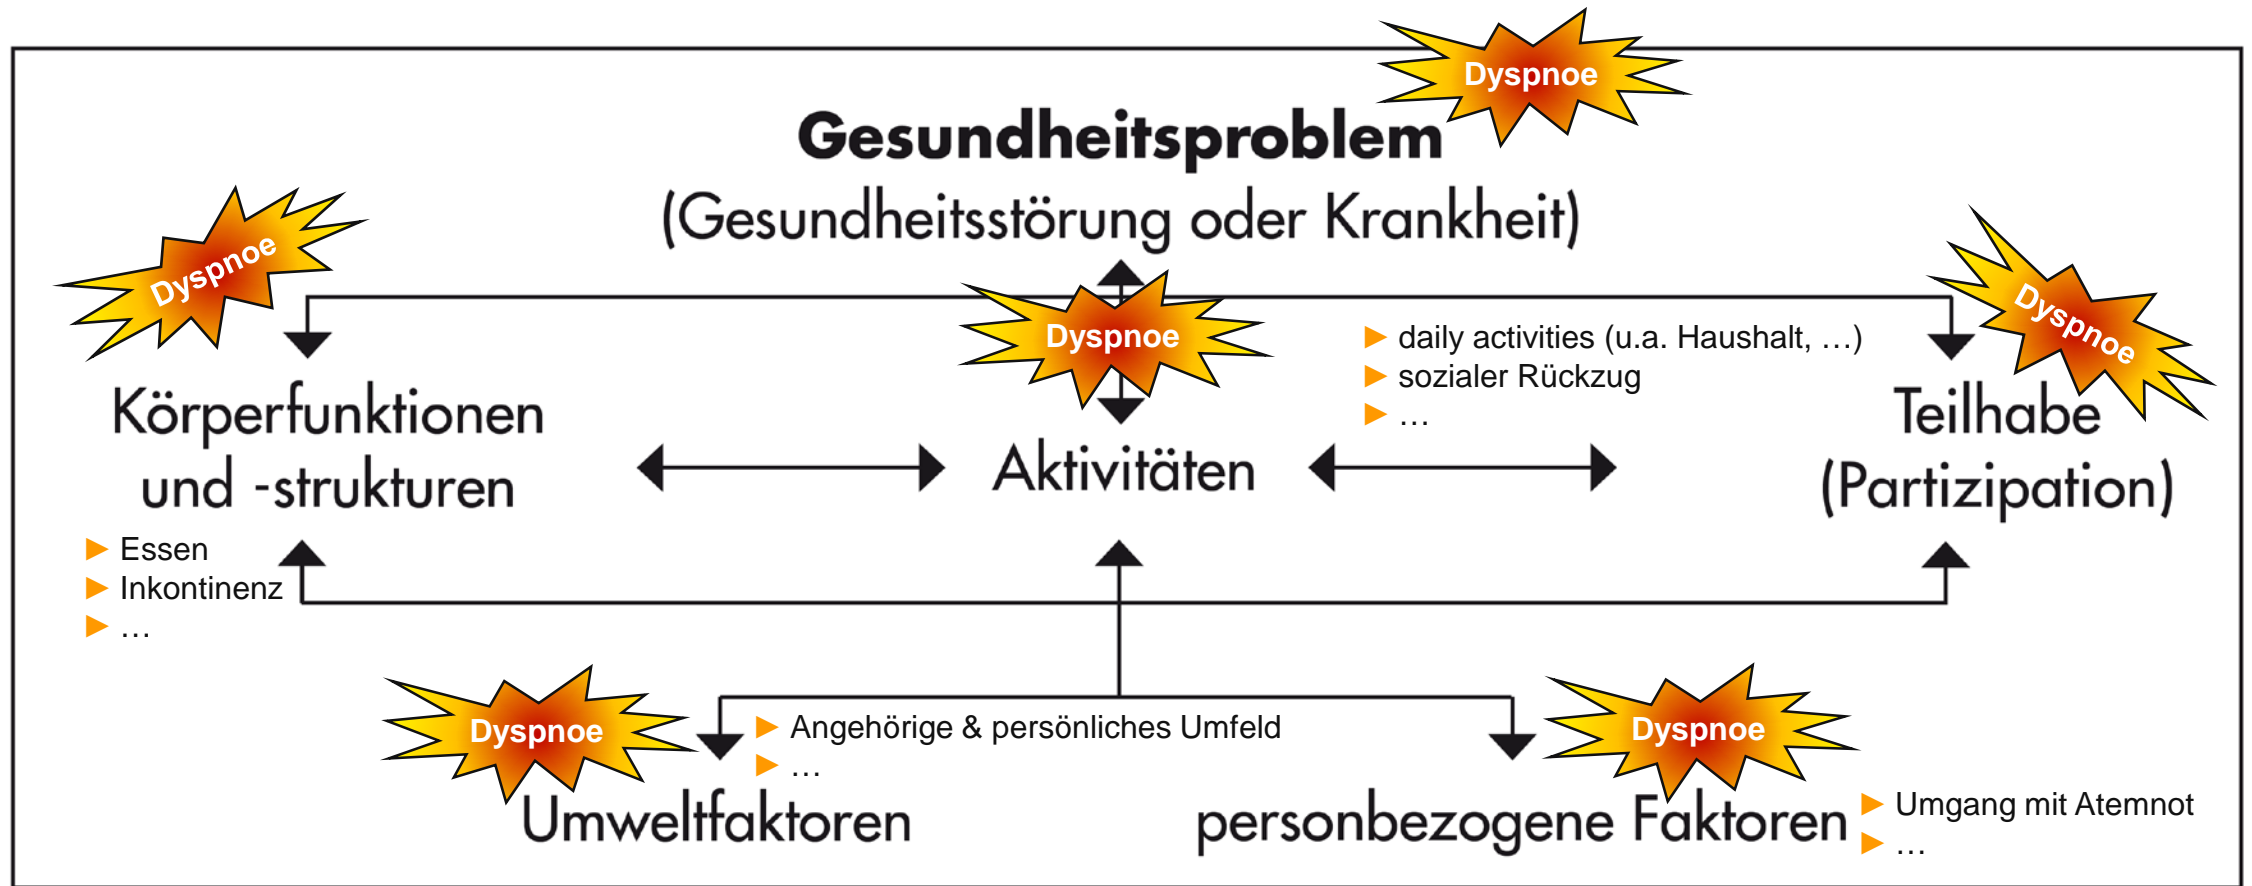 Dyspnoe
Gesundheitsproblem
(Gesundheitsstörung oder Krankheit)
Dyspnoe
Dyspnoe
Dyspnoe
► daily activities (u.a. Haushalt, …)
► sozialer Rückzug
► …
Körperfunktionen
und -strukturen
Aktivitäten
Teilhabe
(Partizipation)
► Essen
► Inkontinenz
► …
Dyspnoe
► Angehörige & persönliches Umfeld
► …
Umweltfaktoren
Dyspnoe
personbezogene Faktoren
► Umgang mit Atemnot
► …